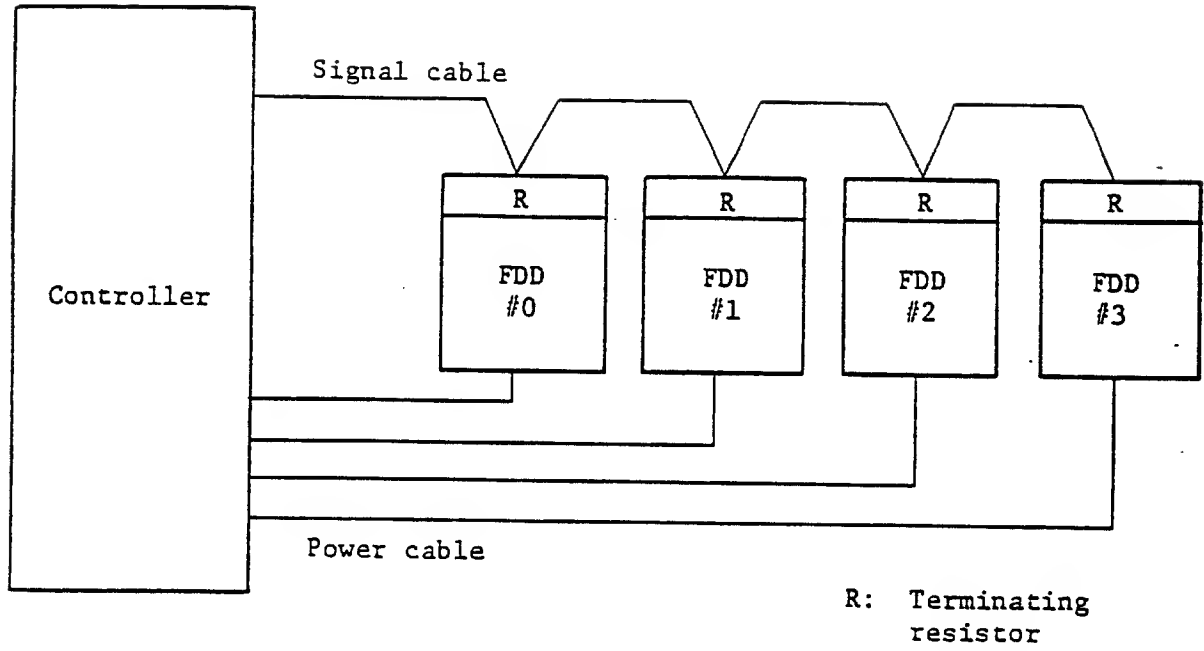 Signal cable
R
R
R
R
FDD
#0
FDD
#1
FDD
#2
FDD
#3
Controller
Power cable
R: Terminating
resistor